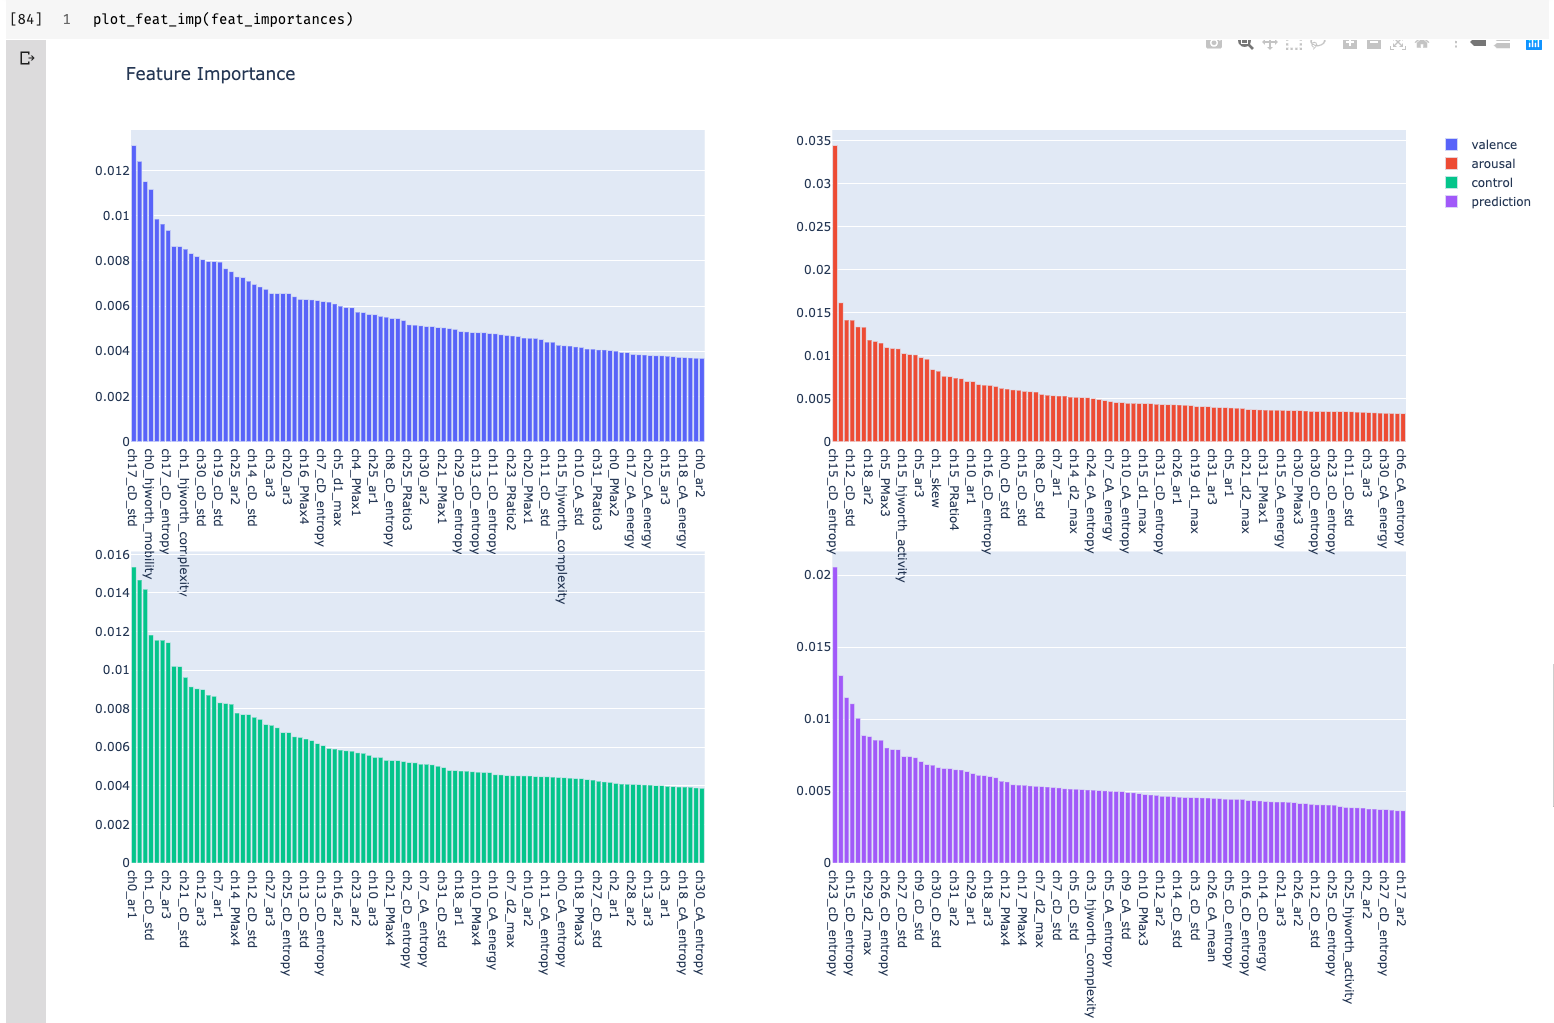 [84] 1 plot_feat_imp(feat_importances)
Feature Importance
valence
arousal
control
prediction
0.012
0.01
0.008
0.006
0.004
0.002
0
ch17_cD_std
ch0_hjworth_mobility
ch17_cD_entropy
ch1_hjworth_complexity
ch30_cD_std
ch19_cD_std
ch25_ar2
ch14_cD_std
ch3_ar3
ch20_ar3
ch16_PMax4
ch7_cD_entropy
ch5_d1_max
ch4_PMax1
ch25_ar1
ch8_cD_entropy
ch25_PRatio3
ch30_ar2
ch21_PMax1
ch29_cD_entropy
ch13_cD_entropy
ch11_cD_entropy
ch23_PRatio2
ch20_PMax1
ch11_cD_std
ch15_hjworth_complexity
ch10_cA_std
ch31_PRatio3
ch0_PMax2
ch17_cA_energy
ch20_cA_energy
ch15_ar3
ch18_cA_energy
ch0_ar2
0.035
0.03
0.025
0.02
0.015
0.01
0.005
0
ch15_cD_entropy
ch12_cD_std
ch18_ar2
ch5_PMax3
ch15_hjworth_activity
ch5_ar3
ch1_skew
ch15_PRatio4
ch10_ar1
ch16_cD_entropy
ch0_cD_std
ch15_cD_std
ch8_cD_std
ch7_ar1
ch14_d2_max
ch24_cA_entropy
ch7_cA_energy
ch10_cA_entropy
ch15_d1_max
ch31_cD_entropy
ch26_ar1
ch19_d1_max
ch31_ar3
ch5_ar1
ch21_d2_max
ch31_PMax1
ch15_cA_energy
ch30_PMax3
ch30_cD_entropy
ch23_cD_entropy
ch11_cD_std
ch3_ar3
ch30_cA_energy
ch6_cA_entropy
0.016
0.014
0.012
0.01
0.008
0.006
0.004
0.002
0
ch0_ar1
ch1_cD_std
ch2_ar3
ch21_cD_std
ch12_ar3
ch7_ar1
ch14_PMax4
ch12_cD_std
ch27_ar3
ch25_cD_entropy
ch13_cD_std
ch13_cD_entropy
ch16_ar2
ch23_ar2
ch10_ar3
ch21_PMax4
ch2_cD_entropy
ch7_cA_entropy
ch31_cD_std
ch18_ar1
ch10_PMax4
ch10_cA_energy
ch7_d2_max
ch10_ar2
ch11_cA_entropy
ch0_cA_entropy
ch18_PMax3
ch27_cD_std
ch2_ar1
ch28_ar2
ch13_ar3
ch3_ar1
ch18_cA_entropy
ch30_cA_entropy
0.02
0.015
0.01
0.005
0
ch23_cD_entropy
ch15_cD_entropy
ch29_d2_max
ch26_cD_entropy
ch27_cD_std
ch9_cD_std
ch30_cD_std
ch31_ar2
ch29_ar1
ch18_ar3
ch12_PMax4
ch17_PMax4
ch7_d2_max
ch7_cD_std
ch5_cD_std
ch3_hjworth_complexity
ch5_cA_entropy
ch9_cA_std
ch10_PMax3
ch12_ar2
ch14_cD_std
ch3_cD_std
ch26_cA_mean
ch5_cD_entropy
ch16_cD_entropy
ch14_cD_energy
ch21_ar3
ch26_ar2
ch12_cD_std
ch25_cD_entropy
ch25_hjworth_activity
ch2_ar2
ch27_cD_entropy
ch17_ar2